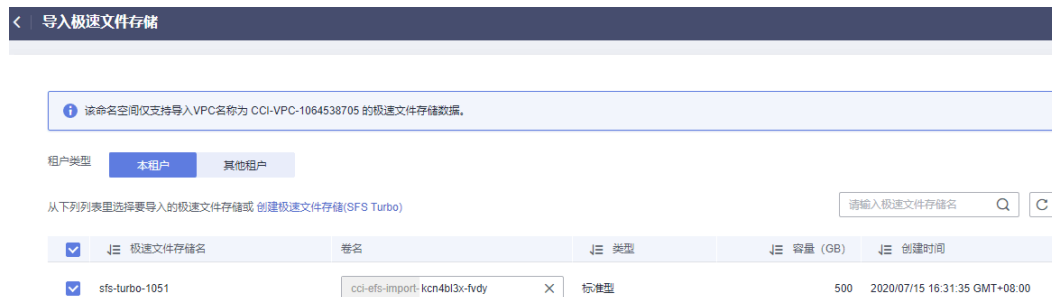 导入极速文件存储
该命名空间仅支持导入VPC名称为 CCI-VPC-1064538705 的极速文件存储数据。
租户类型 本租户 其他租户
从下列列表里选择要导入的极速文件存储或 创建极速文件存储(SFS Turbo) 请输入极速文件存储名
极速文件存储名 卷名 类型 容量（GB） 创建时间
sfs-turbo-1051 cci-efs-import- kcn4bl3x-fvdy 标准型 500 2020/07/15 16:31:35 GMT+08:00